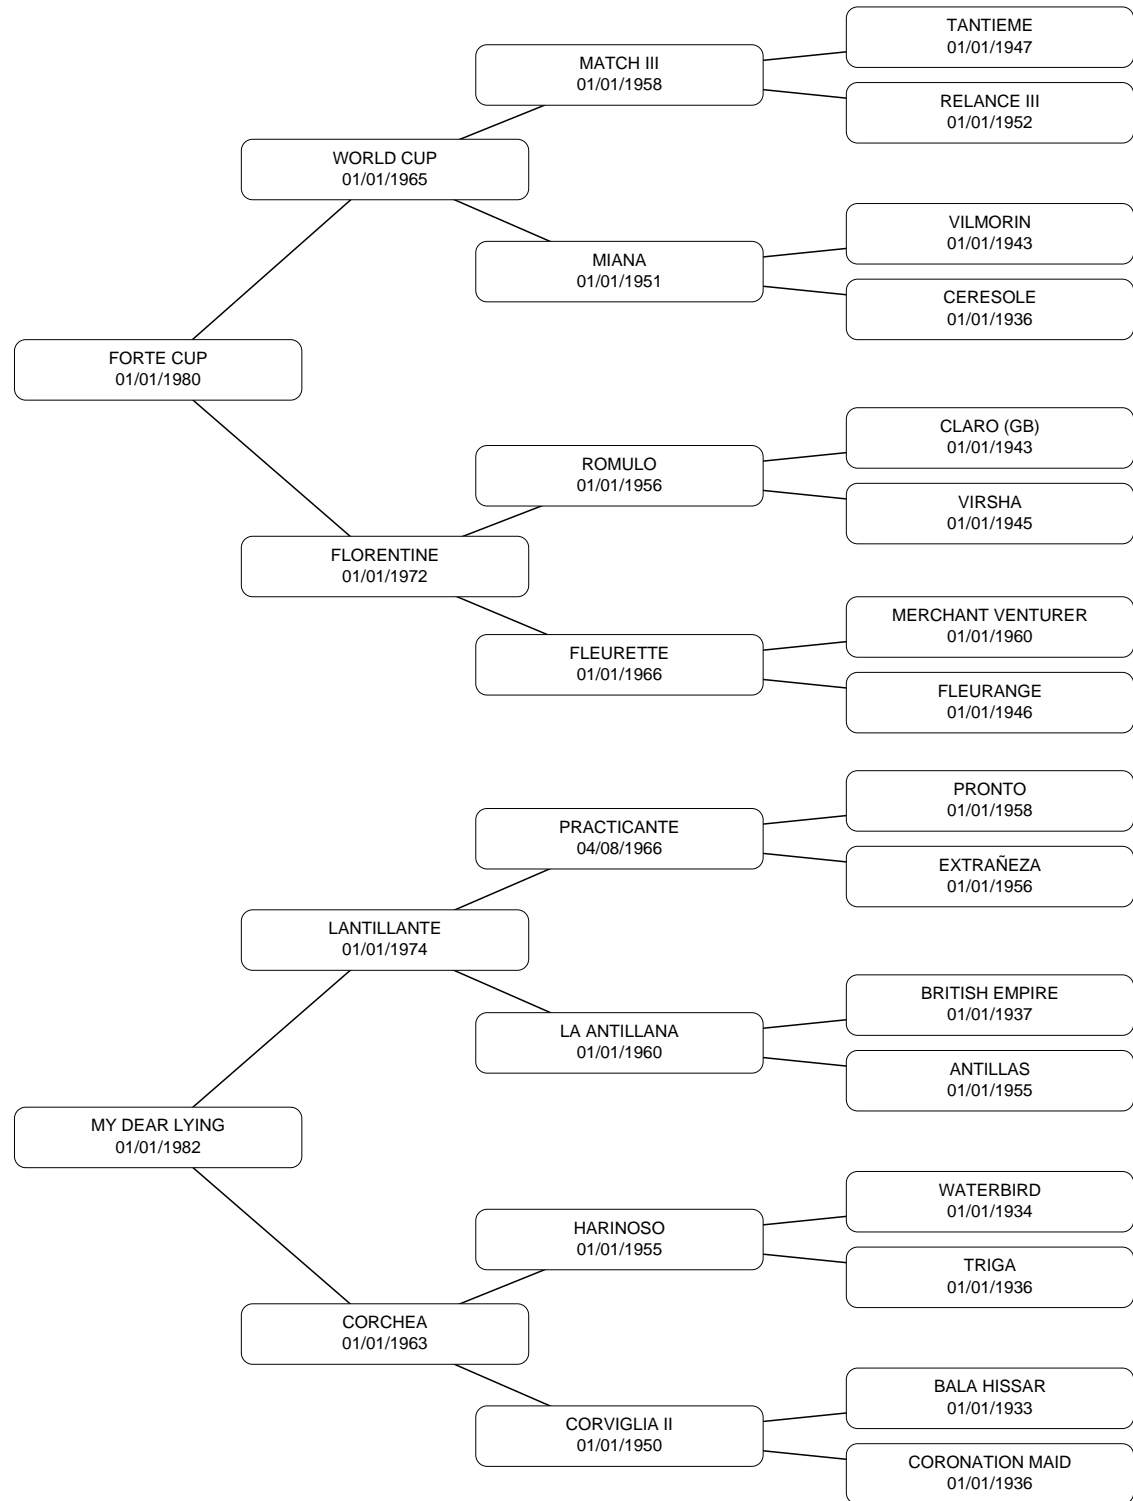 TANTIEME
01/01/1947
MATCH III
01/01/1958
RELANCE III
01/01/1952
WORLD CUP
01/01/1965
VILMORIN
01/01/1943
MIANA
01/01/1951
CERESOLE
01/01/1936
FORTE CUP
01/01/1980
CLARO (GB)
01/01/1943
ROMULO
01/01/1956
VIRSHA
01/01/1945
FLORENTINE
01/01/1972
MERCHANT VENTURER
01/01/1960
FLEURETTE
01/01/1966
FLEURANGE
01/01/1946
PRONTO
01/01/1958
PRACTICANTE
04/08/1966
EXTRAÑEZA
01/01/1956
LANTILLANTE
01/01/1974
BRITISH EMPIRE
01/01/1937
LA ANTILLANA
01/01/1960
ANTILLAS
01/01/1955
MY DEAR LYING
01/01/1982
WATERBIRD
01/01/1934
HARINOSO
01/01/1955
TRIGA
01/01/1936
CORCHEA
01/01/1963
BALA HISSAR
01/01/1933
CORVIGLIA II
01/01/1950
CORONATION MAID
01/01/1936